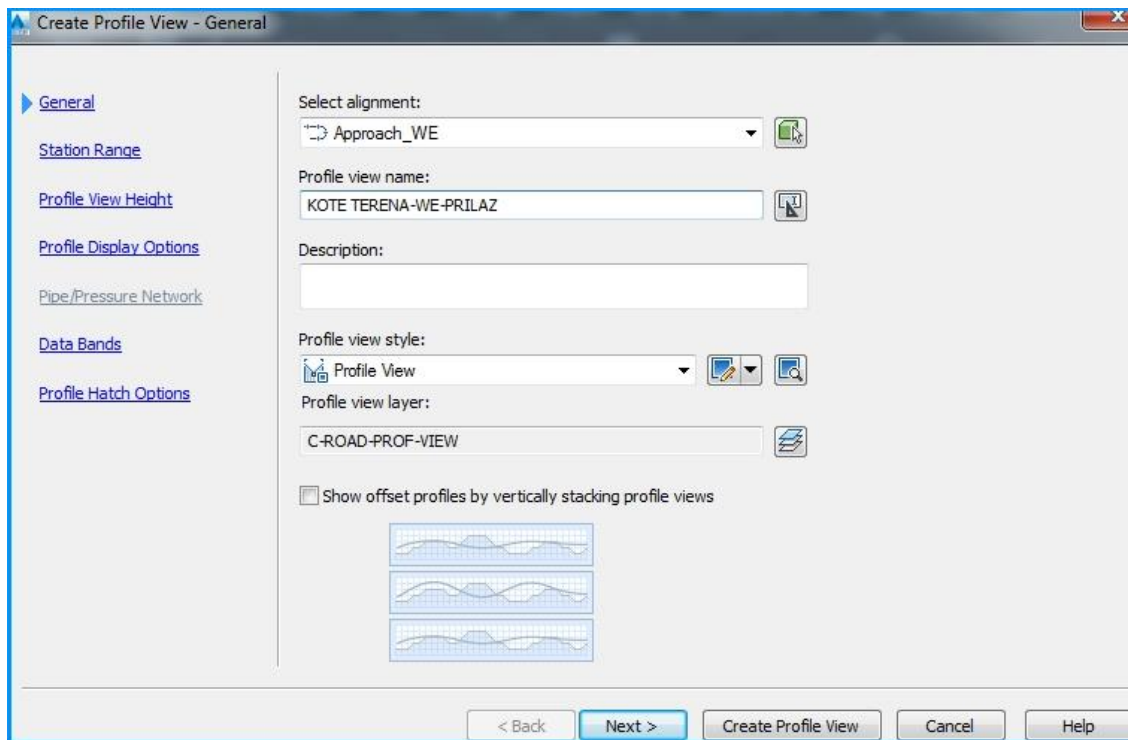 Create Profile View - General
General
Station Range
Profile View Height
Profile Display Options
Pipe/Pressure Network
Data Bands
Profile Hatch Options
Select alignment:
Approach_WE
Profile view name:
KOTE TERENA-WE-PRILAZ
Description:
Profile view style:
Profile View
Profile view layer:
C-ROAD-PROF-VIEW
Show offset profiles by vertically stacking profile views
< Back
Next >
Create Profile View
Cancel
Help